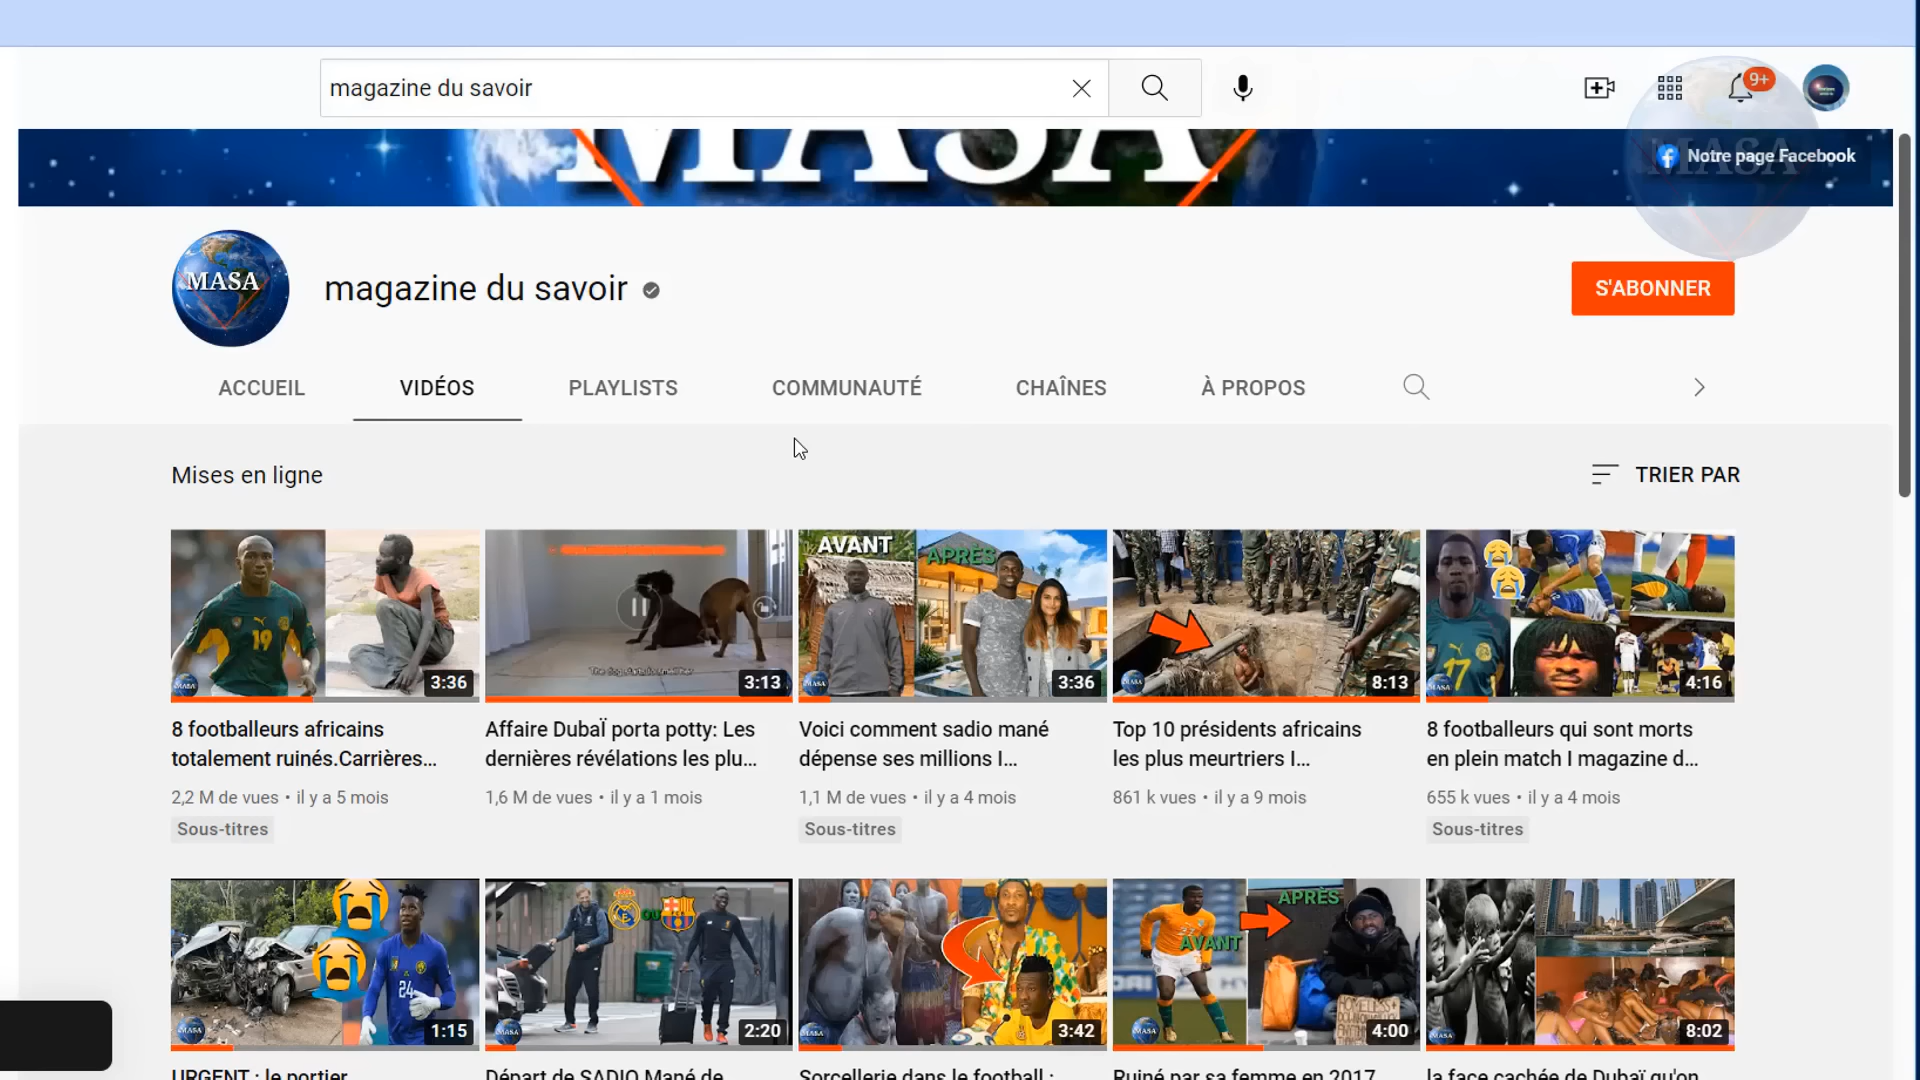 magazine du savoir
9+
MASA
Notre page Facebook
MASA
magazine du savoir
S'ABONNER
ACCUEIL
VIDÉOS
PLAYLISTS
COMMUNAUTÉ
CHAÎNES
À PROPOS
Mises en ligne
TRIER PAR
AVANT
APRÈS
19
17
3:36
3:13
3:36
8:13
4:16
8 footballeurs africains
totalement ruinés.Carrières...
2,2 M de vues • il y a 5 mois
Sous-titres
Affaire DubaÏ porta potty: Les
dernières révélations les plu...
1,6 M de vues • il y a 1 mois
Voici comment sadio mané
dépense ses millions I...
1,1 M de vues • il y a 4 mois
Sous-titres
Top 10 présidents africains
les plus meurtriers I...
861 k vues • il y a 9 mois
8 footballeurs qui sont morts
en plein match I magazine d...
655 k vues • il y a 4 mois
Sous-titres
24
OU
AVANT
APRÈS
1:15
2:20
3:42
4:00
8:02
URGENT : le portier
Départ de SADIO Mané de
Sorcellerie dans le football :
Ruiné par sa femme en 2017
la face cachée de Dubaï qu'on